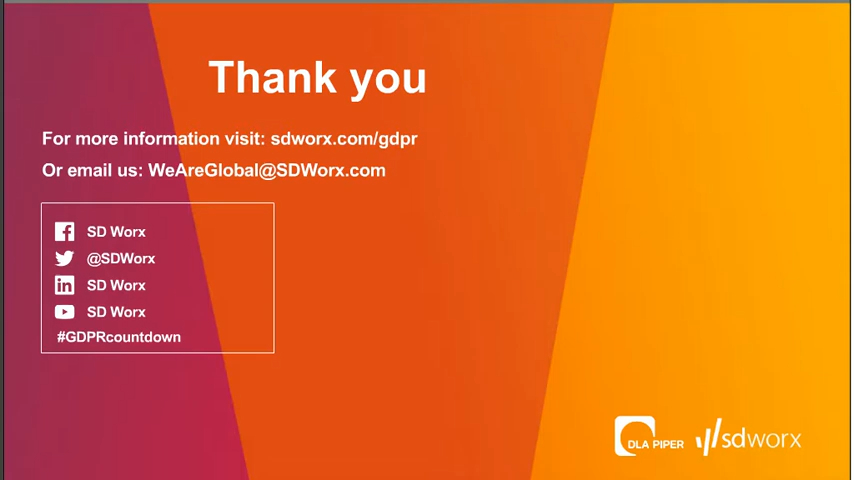 Thank you
For more information visit: sdworx.com/gdpr
Or email us: WeAreGlobal@SDWorx.com
SD Worx
@SDWorx
SD Worx
SD Worx
#GDPRcountdown
DLA PIPER
sdworx